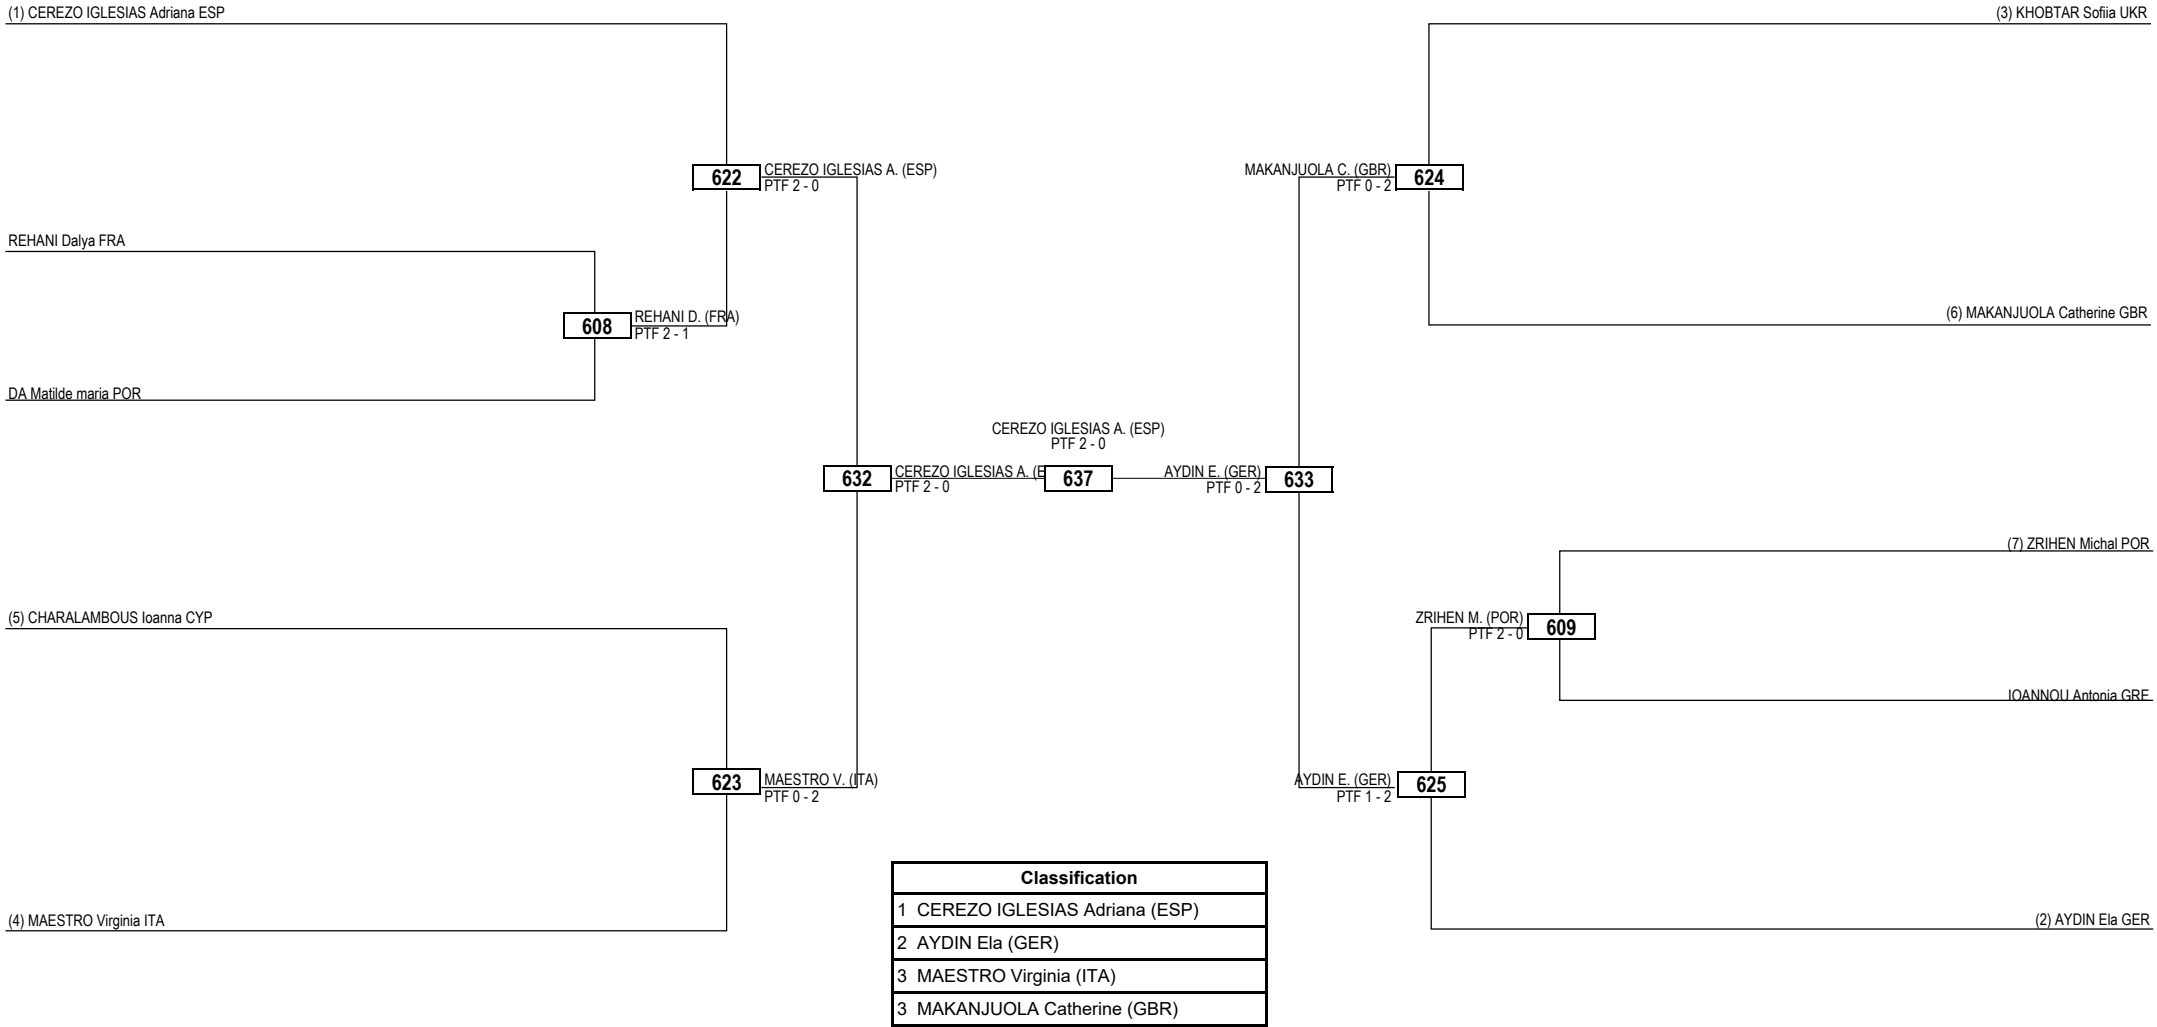 (1) CEREZO IGLESIAS Adriana ESP
(3) KHOBTAR Sofiia UKR
622
CEREZO IGLESIAS A. (ESP)
PTF 2 - 0
MAKANJUOLA C. (GBR)
PTF 0 - 2
624
REHANI Dalya FRA
608
REHANI D. (FRA)
PTF 2 - 1
(6) MAKANJUOLA Catherine GBR
DA Matilde maria POR
CEREZO IGLESIAS A. (ESP)
PTF 2 - 0
632
CEREZO IGLESIAS A. (E
PTF 2 - 0
637
AYDIN E. (GER)
PTF 0 - 2
633
(7) ZRIHEN Michal POR
(5) CHARALAMBOUS Ioanna CYP
ZRIHEN M. (POR)
PTF 2 - 0
609
IOANNOU Antonia GRE
623
MAESTRO V. (ITA)
PTF 0 - 2
AYDIN E. (GER)
PTF 1 - 2
625
(4) MAESTRO Virginia ITA
(2) AYDIN Ela GER
Classification
1 CEREZO IGLESIAS Adriana (ESP)
2 AYDIN Ela (GER)
3 MAESTRO Virginia (ITA)
3 MAKANJUOLA Catherine (GBR)